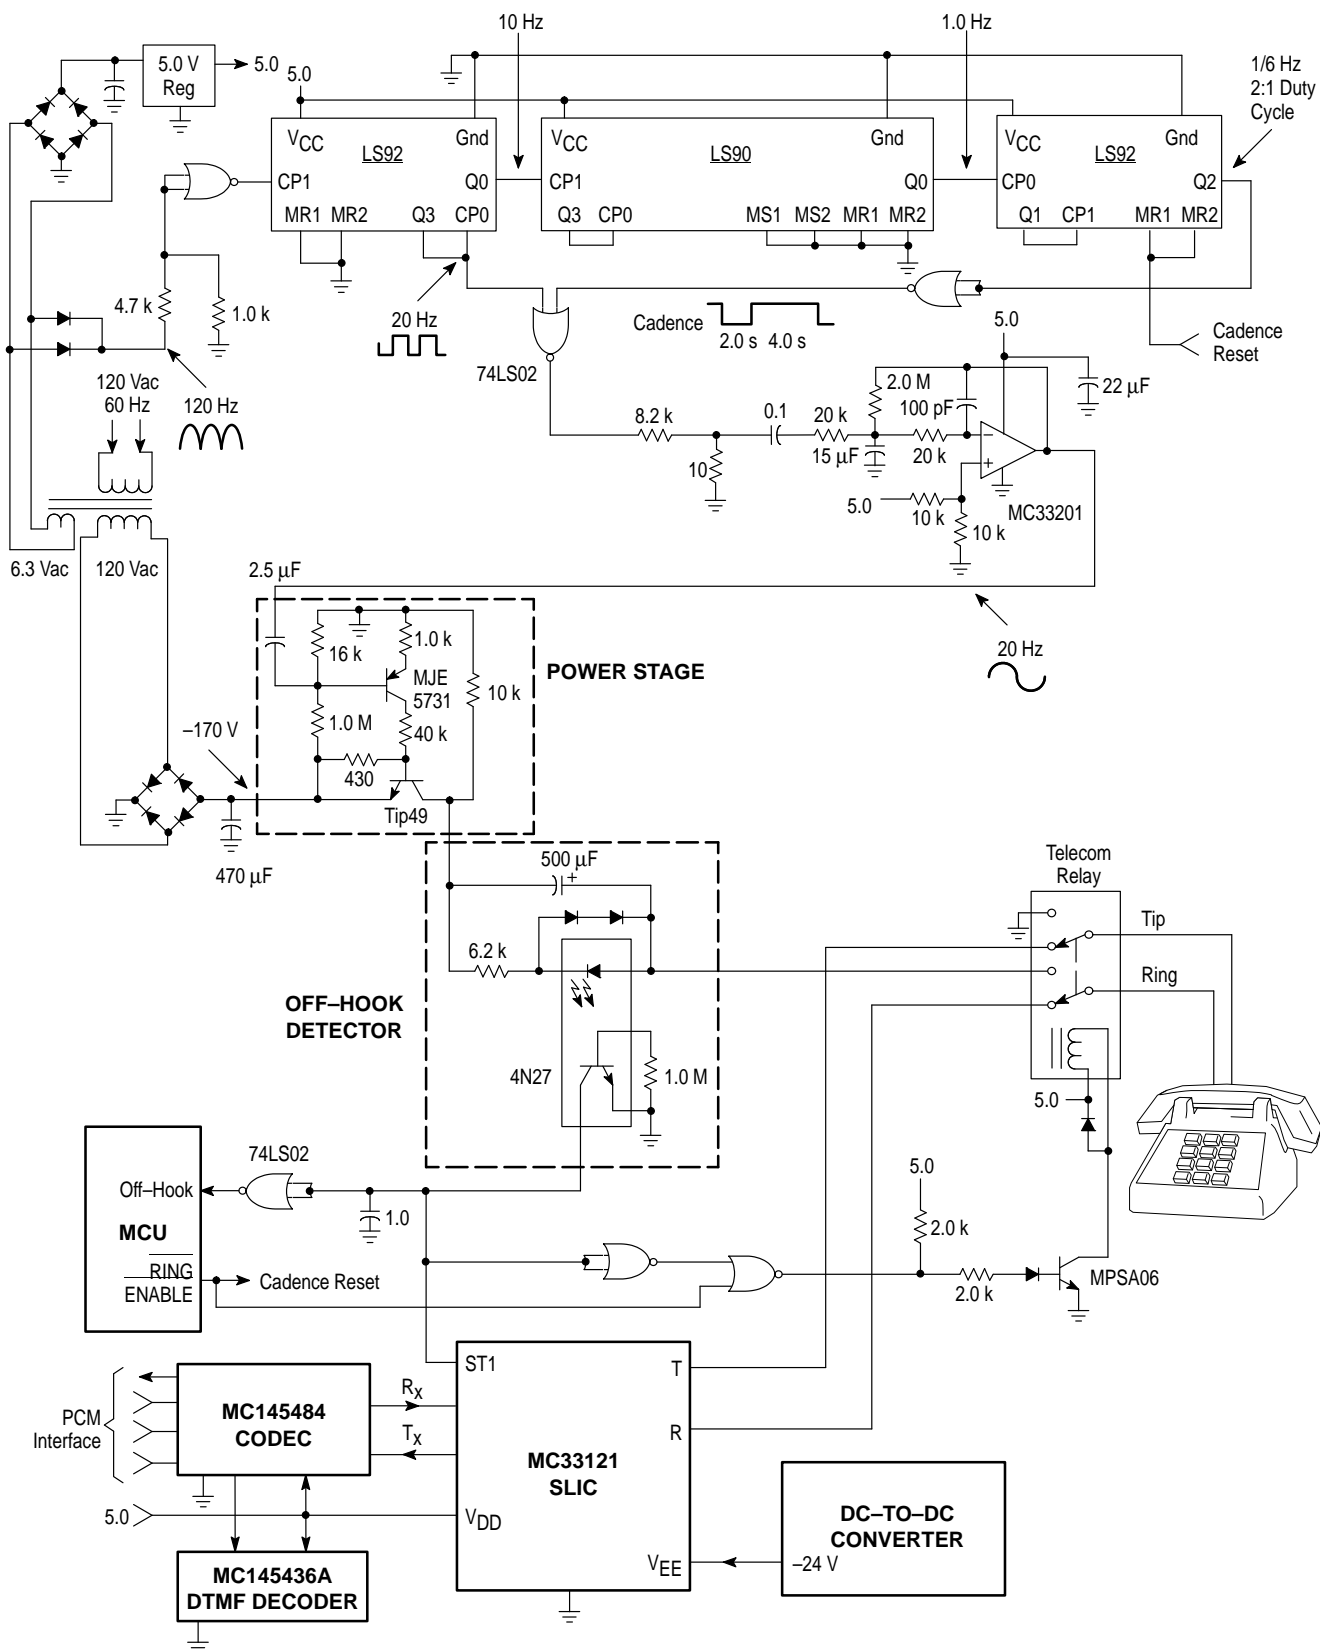 10 Hz
1.0 Hz
5.0 V
Reg
5.0
5.0
1/6 Hz
2:1 Duty
Cycle
VCC
LS92
Gnd
VCC
LS90
Gnd
VCC
LS92
Gnd
CP1
Q0
CP1
Q0
CP0
Q2
MR1
MR2
Q3
CP0
Q3
CP0
MS1
MS2
MR1
MR2
Q1
CP1
MR1
MR2
4.7 k
1.0 k
20 Hz
Cadence
2.0 s
4.0 s
5.0
Cadence
Reset
74LS02
120 Vac
60 Hz
120 Hz
8.2 k
10
0.1
20 k
2.0 M
100 pF
22 µF
15 µF
20 k
5.0
10 k
10 k
MC33201
6.3 Vac
120 Vac
2.5 µF
20 Hz
16 k
1.0 k
MJE
5731
10 k
POWER STAGE
1.0 M
40 k
–170 V
430
Tip49
470 µF
500 µF
+
6.2 k
OFF–HOOK
DETECTOR
4N27
1.0 M
Telecom
Relay
Tip
Ring
5.0
74LS02
Off–Hook
MCU
RING
ENABLE
1.0
Cadence Reset
5.0
2.0 k
2.0 k
MPSA06
ST1
T
R
MC33121
SLIC
VDD
VEE
PCM
Interface
MC145484
CODEC
RX
TX
5.0
MC145436A
DTMF DECODER
DC–TO–DC
CONVERTER
–24 V